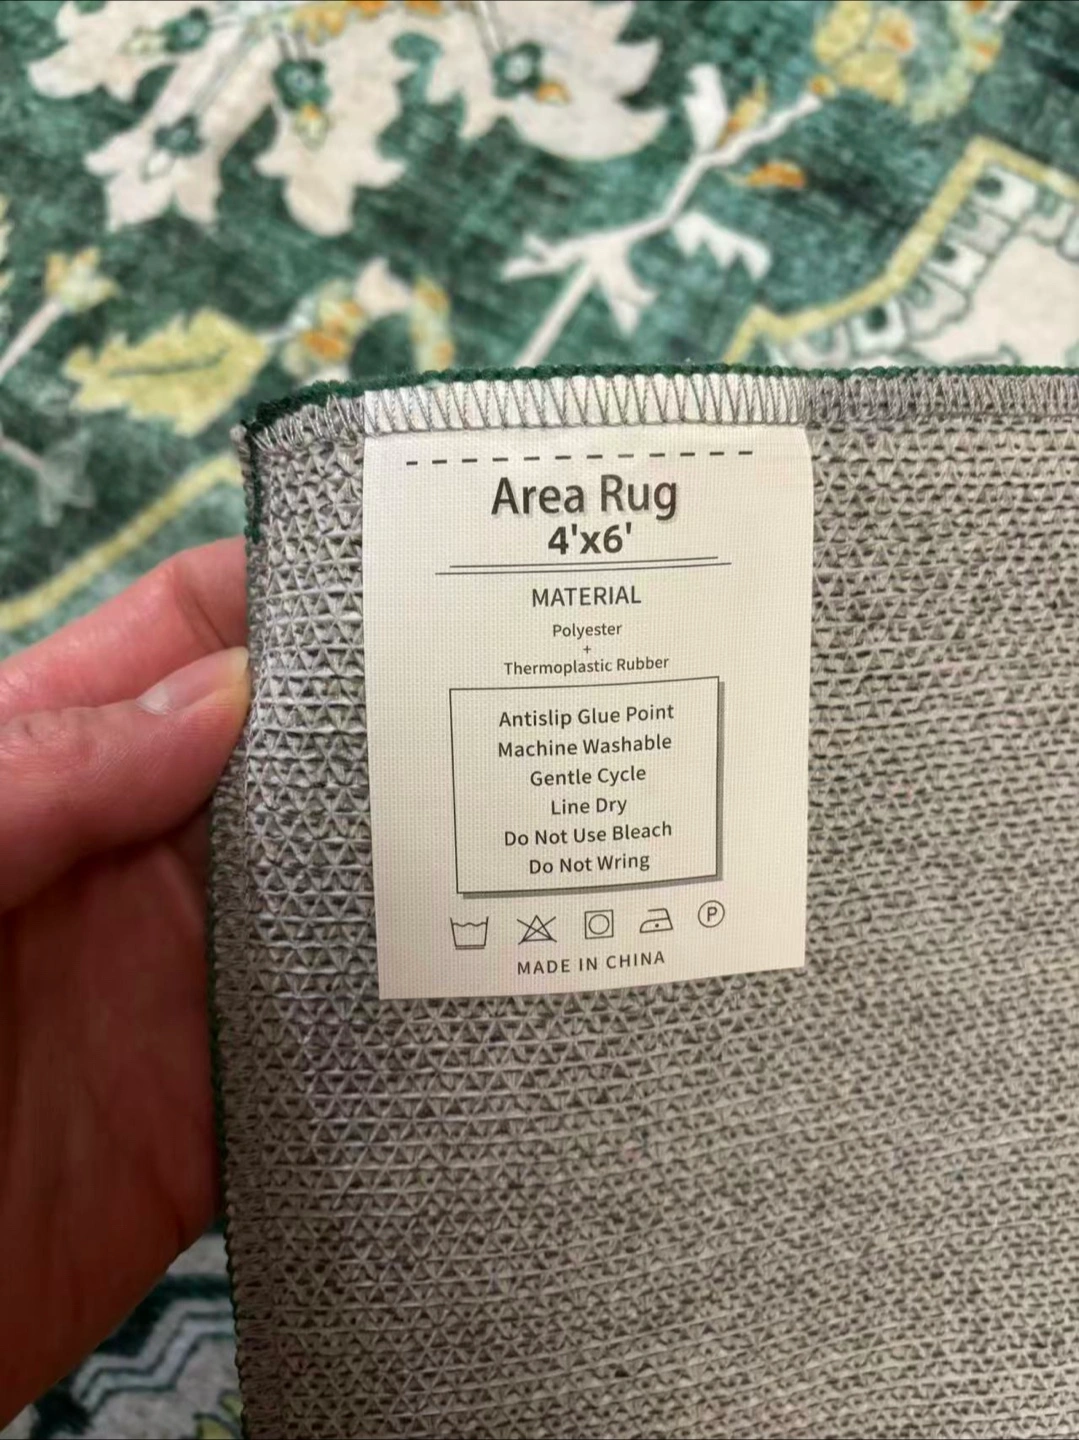 Area Rug
4'x6'
MATERIAL
Polyester
+
Thermoplastic Rubber
Antislip Glue Point
Machine Washable
Gentle Cycle
Line Dry
Do Not Use Bleach
Do Not Wring
P
MADE IN CHINA